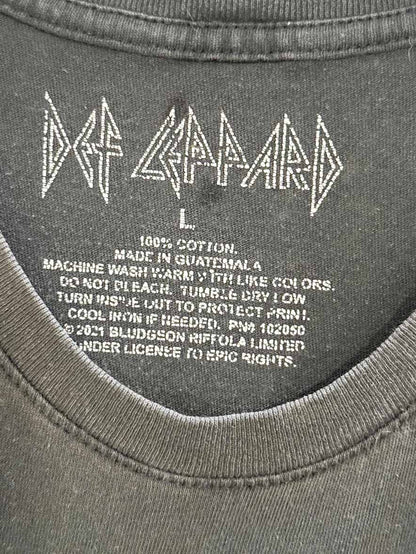 DEF LEPPARD
L
100% COTTON.
MADE IN GUATEMALA
MACHINE WASH WARM WITH LIKE COLORS.
DO NOT BLEACH. TUMBLE DRY LOW
TURN INSIDE OUT TO PROTECT PRINT.
COOL IRON IF NEEDED. PN# 102050
© 2021 BLUDGEON RIFFOLA LIMITED
UNDER LICENSE TO EPIC RIGHTS.